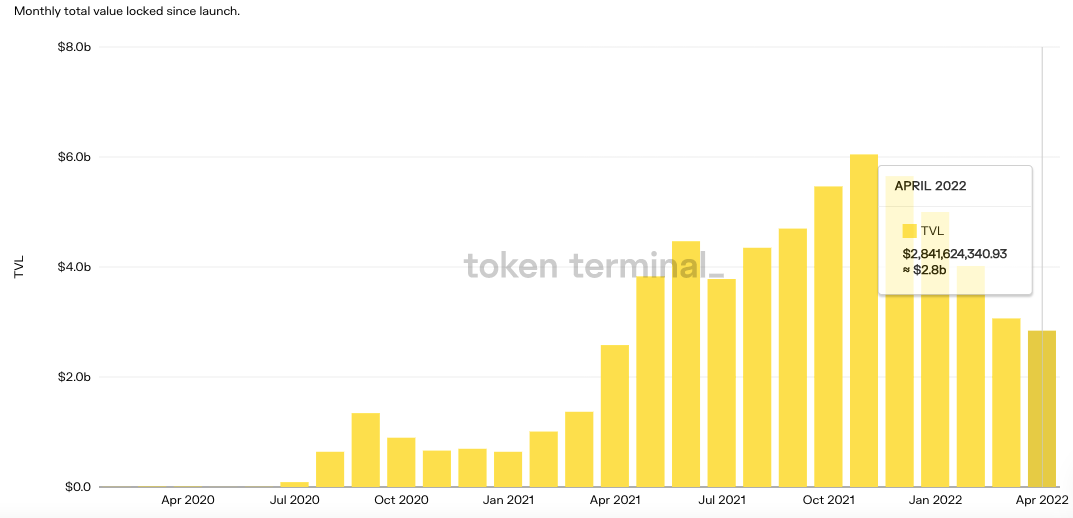 Monthly total value locked since launch.
$8.0b
$6.0b
$4.0b
$2.0b
$0.0
TVL
token terminal_
APRIL 2022
TVL
$2,841,624,340.93
≈ $2.8b
Apr 2020
Jul 2020
Oct 2020
Jan 2021
Apr 2021
Jul 2021
Oct 2021
Jan 2022
Apr 2022